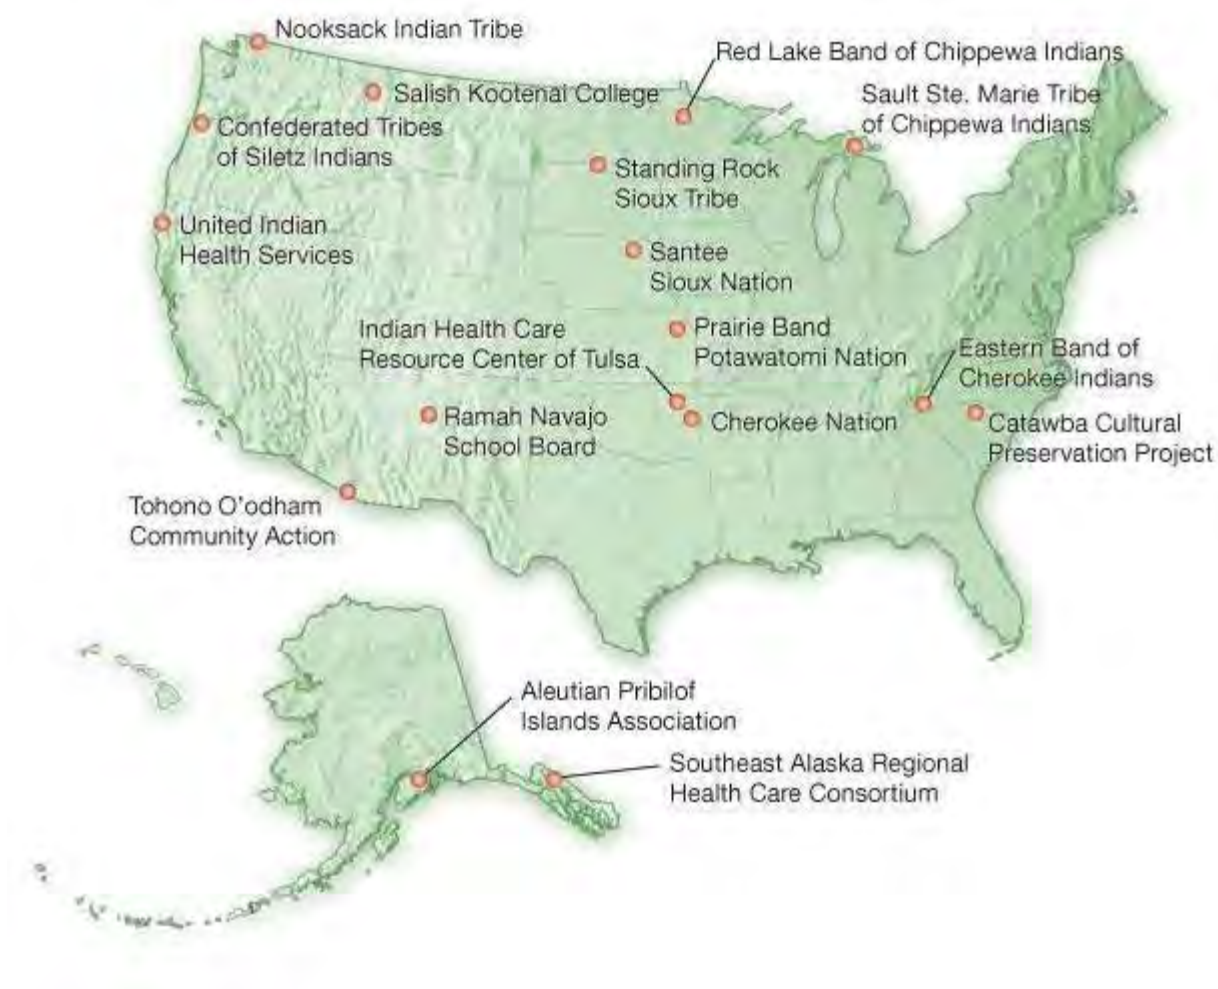 Nooksack Indian Tribe
Red Lake Band of Chippewa Indians
Salish Kootenai College
Sault Ste. Marie Tribe
of Chippewa Indians
Confederated Tribes
of Siletz Indians
Standing Rock
Sioux Tribe
United Indian
Health Services
Santee
Sioux Nation
Indian Health Care
Resource Center of Tulsa
Prairie Band
Potawatomi Nation
Eastern Band of
Cherokee Indians
Ramah Navajo
School Board
Cherokee Nation
Catawba Cultural
Preservation Project
Tohono O'odham
Community Action
Aleutian Pribilof
Islands Association
Southeast Alaska Regional
Health Care Consortium